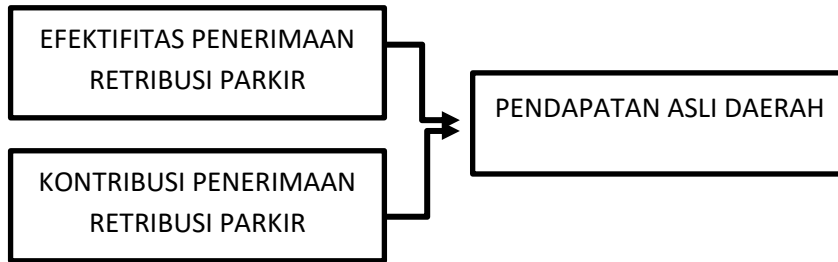 EFEKTIFITAS PENERIMAAN
RETRIBUSI PARKIR
PENDAPATAN ASLI DAERAH
KONTRIBUSI PENERIMAAN
RETRIBUSI PARKIR